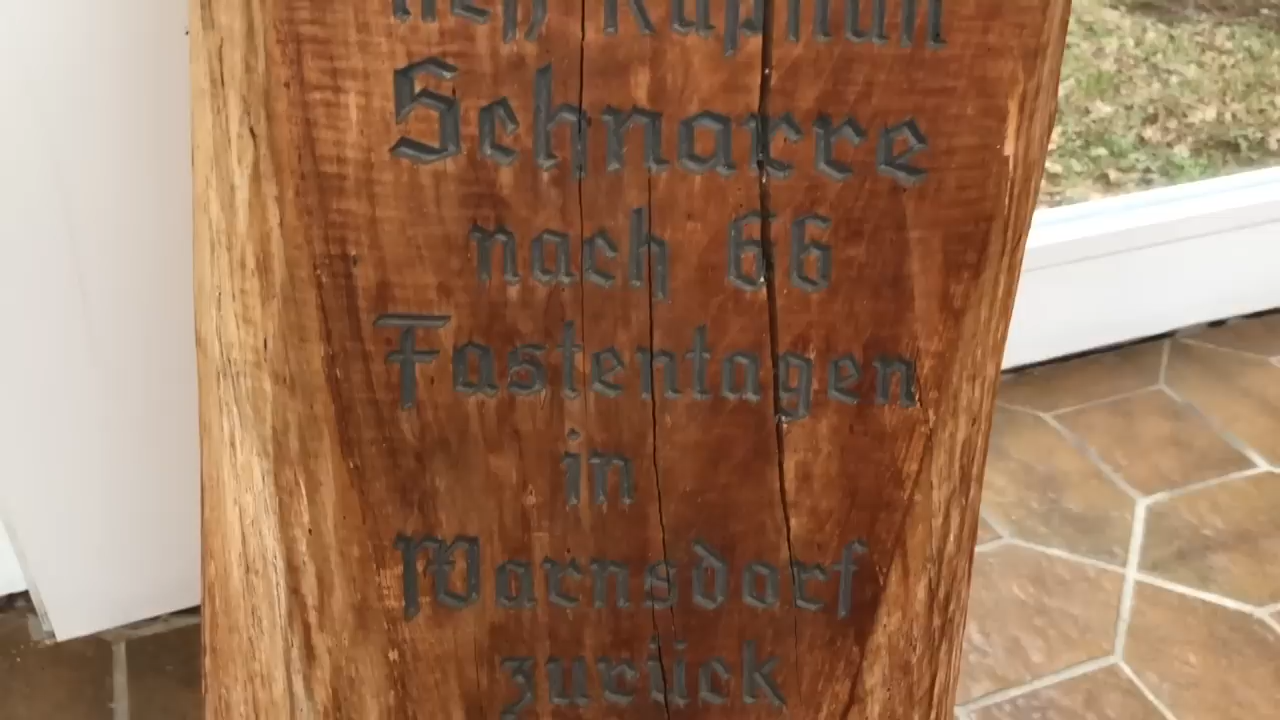 Schnarre
nach 66
Fastentagen
in
Warnsdorf
zurück